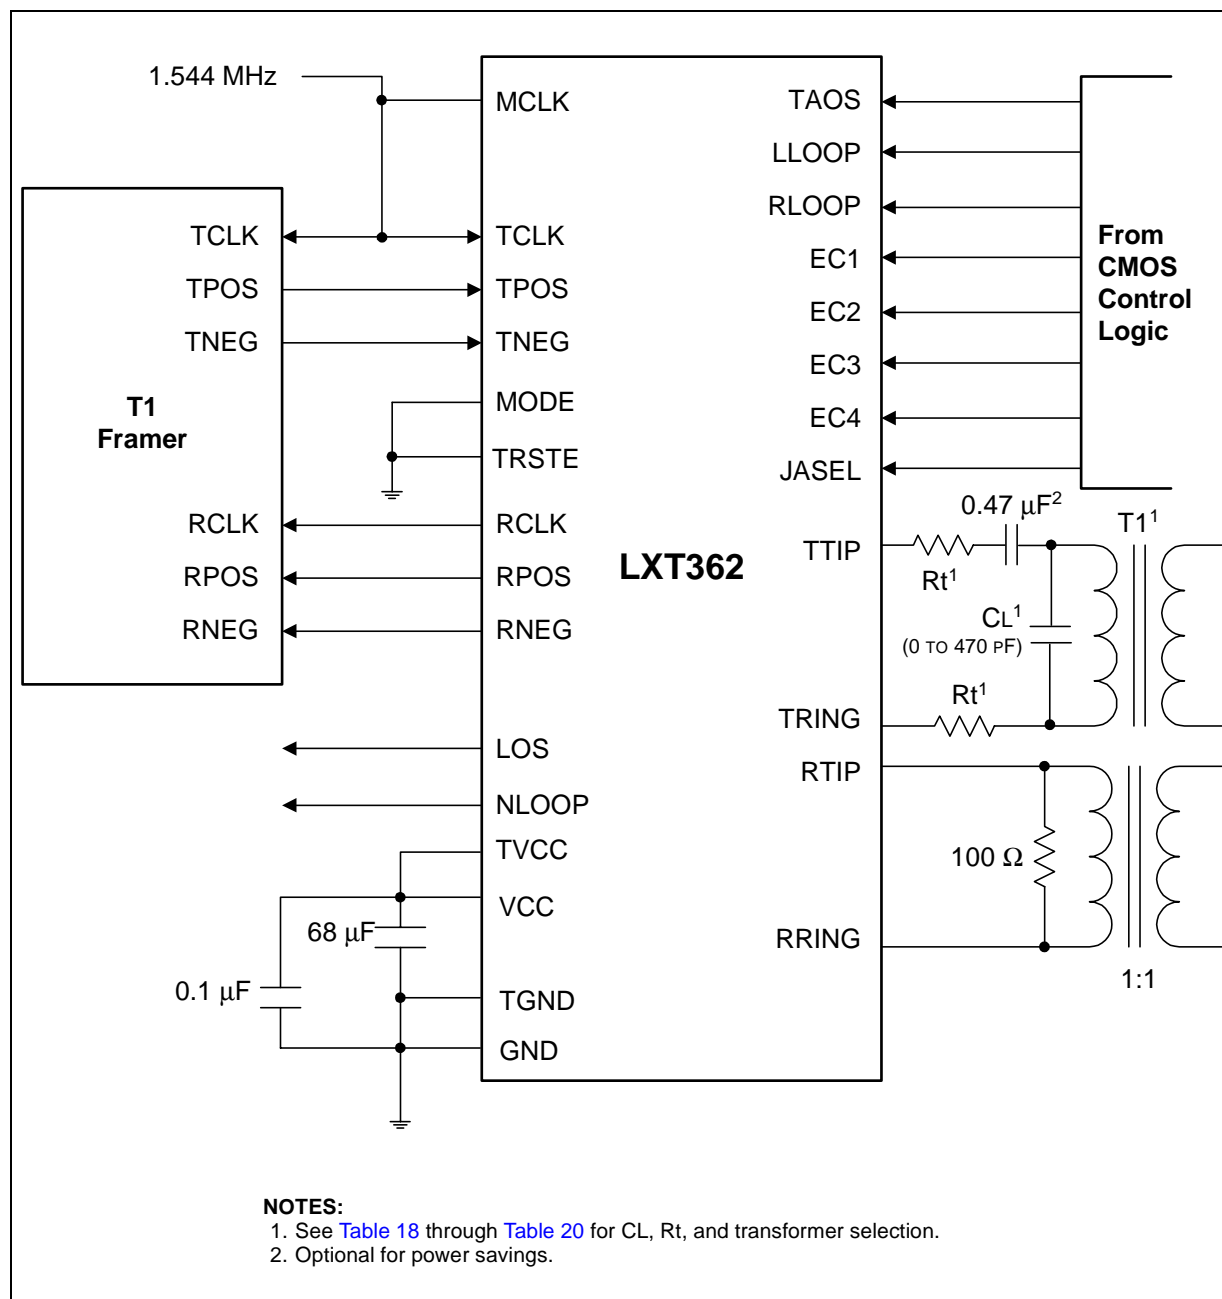 1.544 MHz
MCLK
TAOS
LLOOP
RLOOP
EC1
EC2
EC3
EC4
JASEL
From
CMOS
Control
Logic
TCLK
TPOS
TNEG
T1
Framer
RCLK
RPOS
RNEG
TCLK
TPOS
TNEG
MODE
TRSTE
RCLK
RPOS
RNEG
LXT362
LOS
NLOOP
TVCC
VCC
68 μF
0.1 μF
TGND
GND
TTIP
0.47 μF²
T1¹
Rt¹
CL¹
(0 TO 470 PF)
Rt¹
TRING
RTIP
100 Ω
RRING
1:1
NOTES:
1. See Table 18 through Table 20 for CL, Rt, and transformer selection.
2. Optional for power savings.